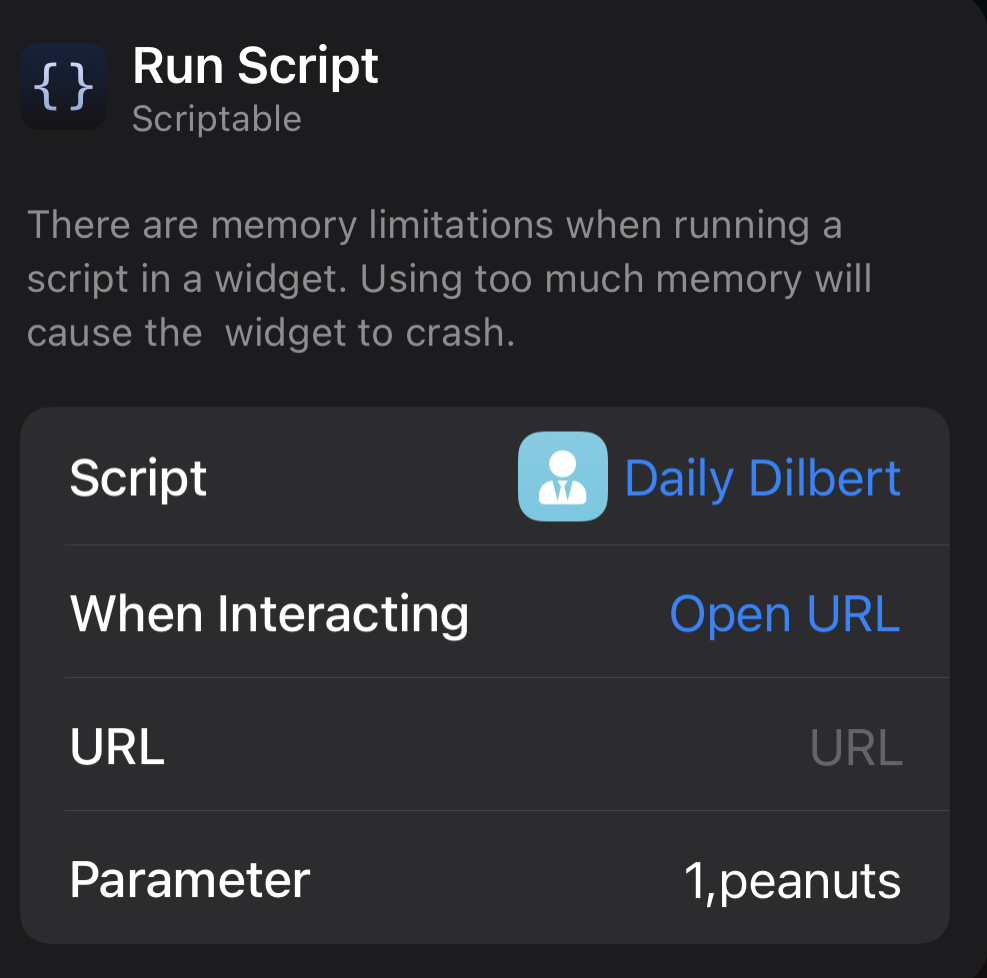 {}
Run Script
Scriptable
There are memory limitations when running a
script in a widget. Using too much memory will
cause the  widget to crash.
Script Daily Dilbert
When Interacting Open URL
URL URL
Parameter 1,peanuts